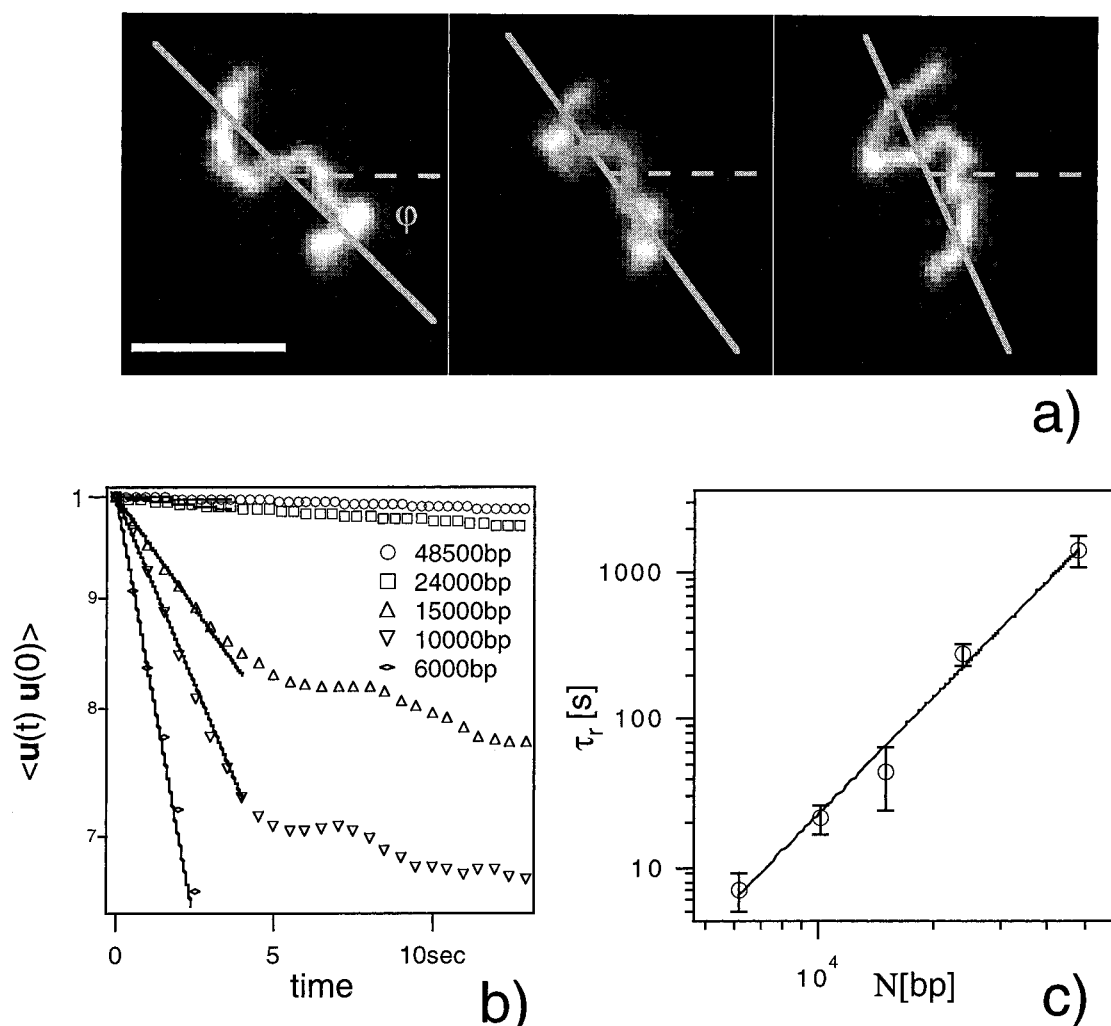 φ
a)
<u(t) u(0)>
1
9
8
7
48500bp
24000bp
15000bp
10000bp
6000bp
0
5
10sec
time
b)
τr [s]
1000
100
10
10⁴
N[bp]
c)